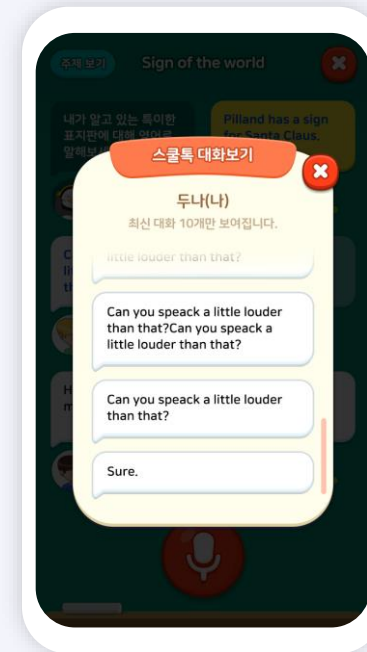 주제 보기
Sign of the world
내가 알고 있는 특이한
표지판에 대해 영어로
Pilland has a sign
for Santa Claus.
스쿨톡 대화보기
두나(나)
최신 대화 10개만 보여집니다.
little louder than that?
Can you speack a little louder
than that?Can you speack a
little louder than that?
Can you speack a little louder
than that?
Sure.